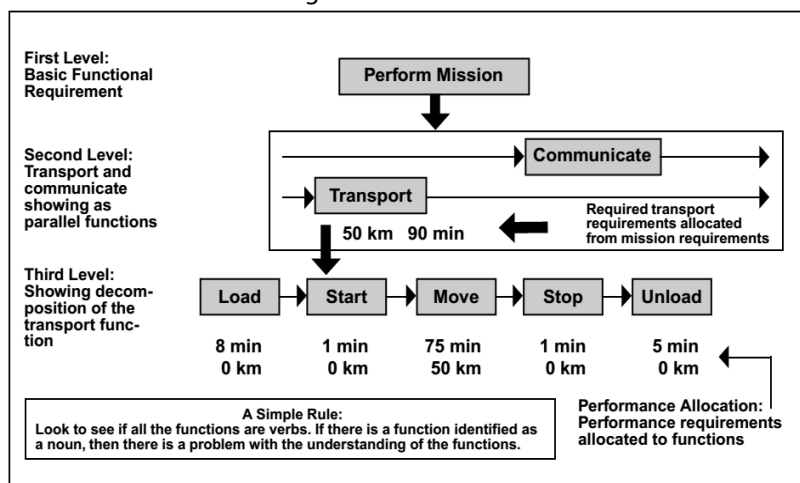 First Level:
Basic Functional
Requirement
Perform Mission
Second Level:
Transport and
communicate
showing as
parallel functions
Communicate
Transport
50 km 90 min
Required transport
requirements allocated
from mission requirements
Third Level:
Showing decom-
position of the
transport func-
tion
Load
Start
Move
Stop
Unload
8 min
0 km
1 min
0 km
75 min
50 km
1 min
0 km
5 min
0 km
A Simple Rule:
Look to see if all the functions are verbs. If there is a function identified as
a noun, then there is a problem with the understanding of the functions.
Performance Allocation:
Performance requirements
allocated to functions